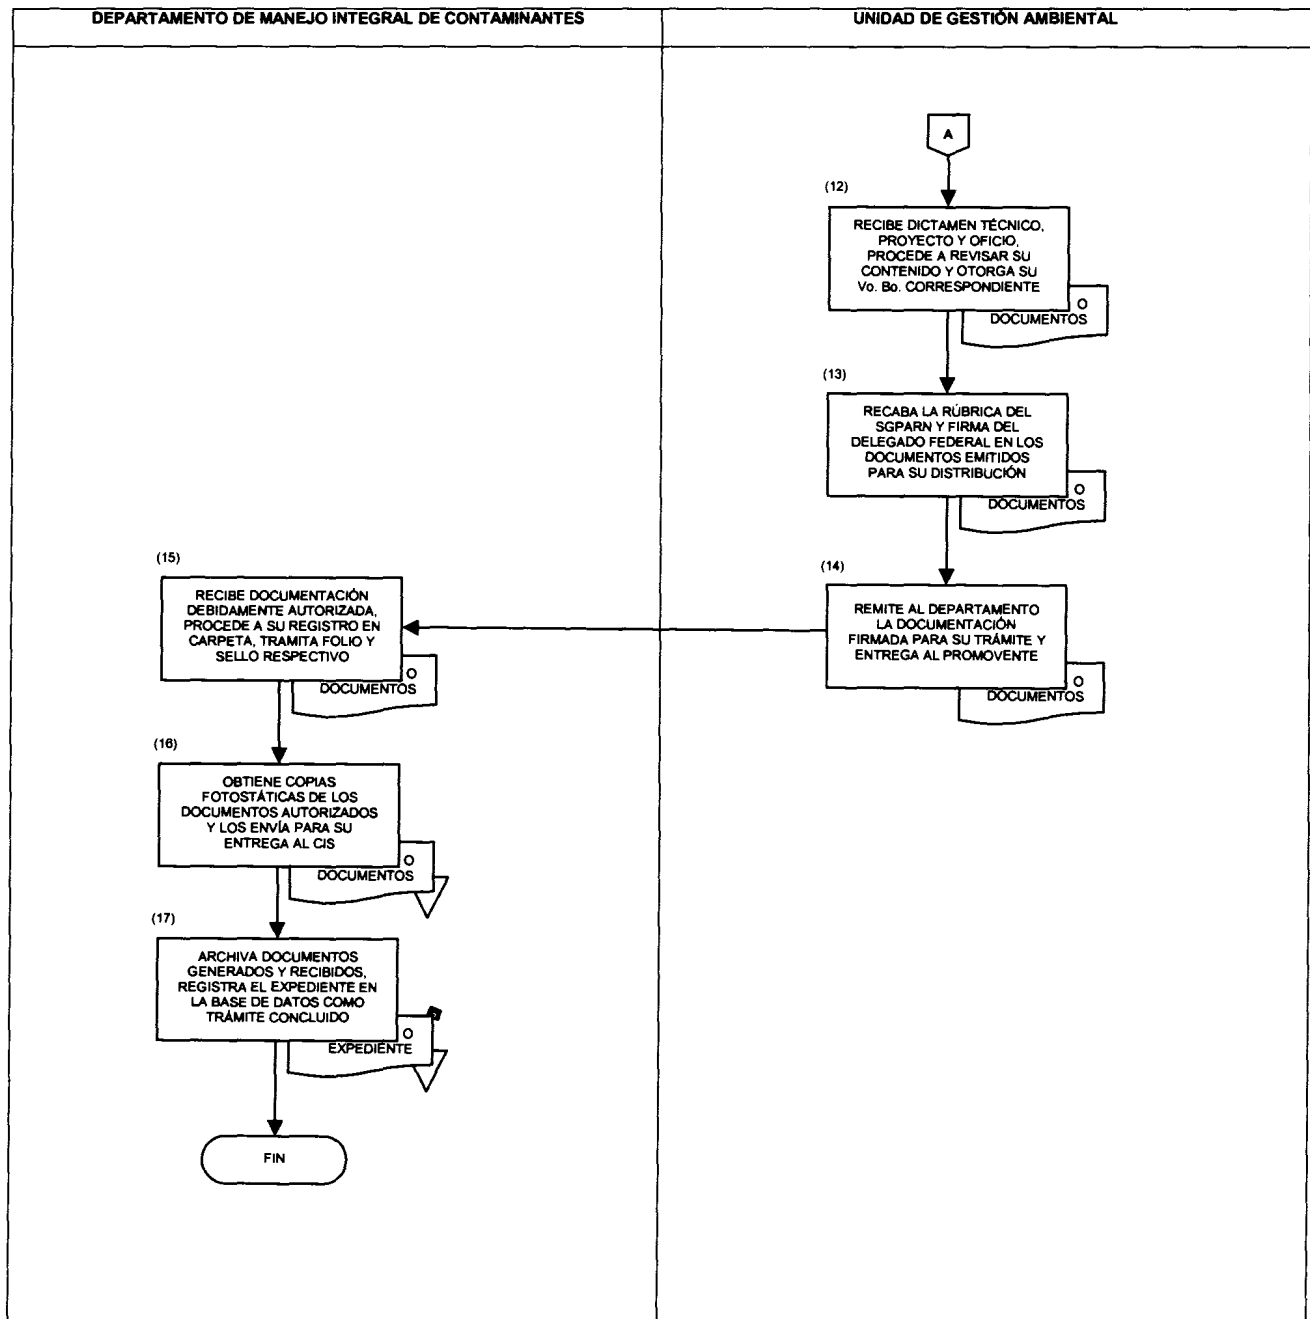 DEPARTAMENTO DE MANEJO INTEGRAL DE CONTAMINANTES
UNIDAD DE GESTIÓN AMBIENTAL
A
(12)
RECIBE DICTAMEN TÉCNICO,
PROYECTO Y OFICIO,
PROCEDE A REVISAR SU
CONTENIDO Y OTORGA SU
Vo. Bo. CORRESPONDIENTE
O
DOCUMENTOS
(13)
RECABA LA RÚBRICA DEL
SGPARN Y FIRMA DEL
DELEGADO FEDERAL EN LOS
DOCUMENTOS EMITIDOS
PARA SU DISTRIBUCIÓN
O
DOCUMENTOS
(14)
REMITE AL DEPARTAMENTO
LA DOCUMENTACIÓN
FIRMADA PARA SU TRÁMITE Y
ENTREGA AL PROMOVENTE
O
DOCUMENTOS
(15)
RECIBE DOCUMENTACIÓN
DEBIDAMENTE AUTORIZADA,
PROCEDE A SU REGISTRO EN
CARPETA, TRAMITA FOLIO Y
SELLO RESPECTIVO
O
DOCUMENTOS
(16)
OBTIENE COPIAS
FOTOSTÁTICAS DE LOS
DOCUMENTOS AUTORIZADOS
Y LOS ENVÍA PARA SU
ENTREGA AL CIS
O
DOCUMENTOS
(17)
ARCHIVA DOCUMENTOS
GENERADOS Y RECIBIDOS,
REGISTRA EL EXPEDIENTE EN
LA BASE DE DATOS COMO
TRÁMITE CONCLUIDO
O
EXPEDIENTE
FIN